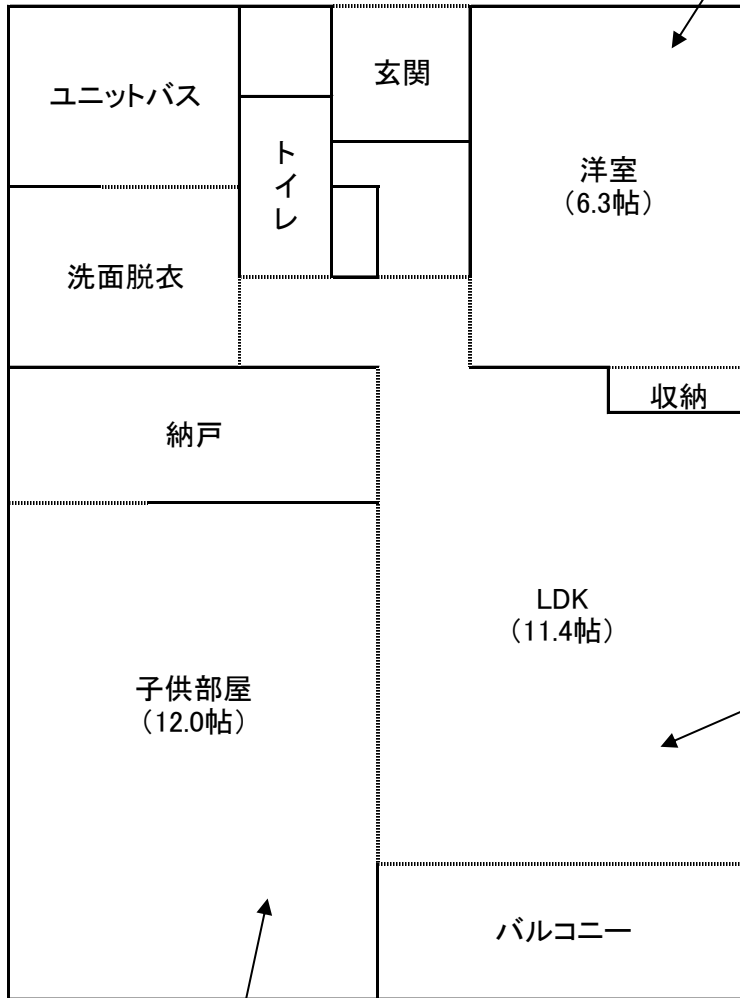 玄関
ユニットバス
トイレ
洋室
（6.3帖）
洗面脱衣
収納
納戸
LDK
（11.4帖）
子供部屋
（12.0帖）
バルコニー